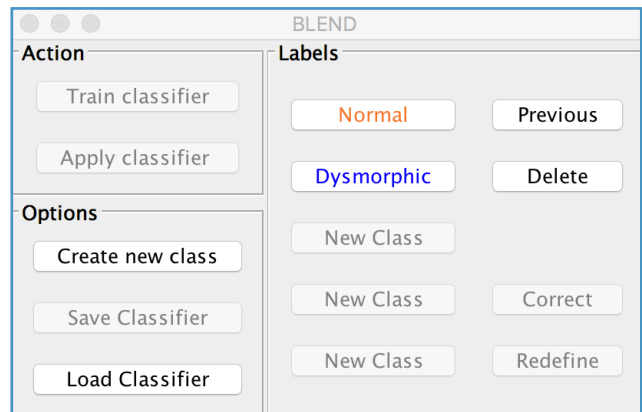 BLEND
Action
Train classifier
Apply classifier
Options
Create new class
Save Classifier
Load Classifier
Labels
Normal
Previous
Dysmorphic
Delete
New Class
New Class
Correct
New Class
Redefine